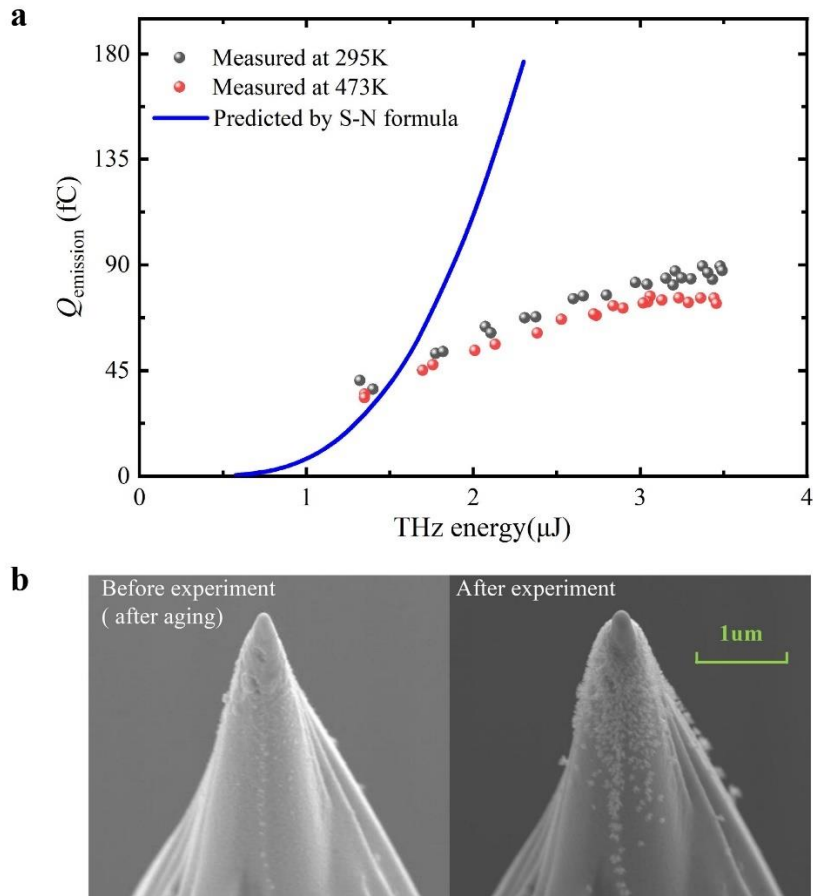 a
180
135
90
45
0
Q_emission (fC)
Measured at 295K
Measured at 473K
Predicted by S-N formula
0 1 2 3 4
THz energy(μJ)
b
Before experiment
( after aging)
After experiment
1um